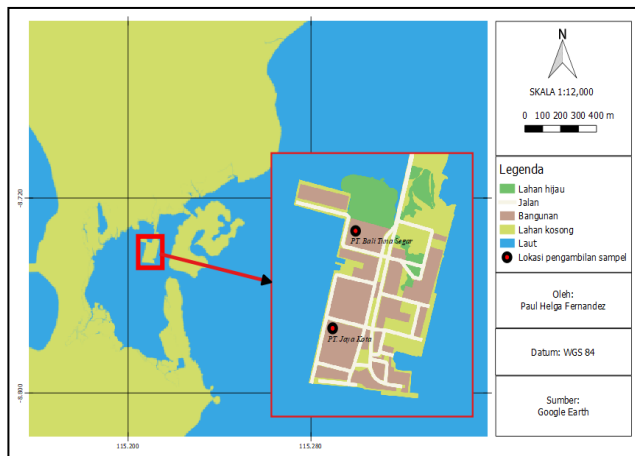 N
SKALA 1:12,000
0 100 200 300 400 m
Legenda
Lahan hijau
Jalan
Bangunan
Lahan kosong
Laut
Lokasi pengambilan sampel
Oleh:
Paul Helga Fernandez
Datum: WGS 84
Sumber:
Google Earth
-8.720
-8.800
115.200
115.280
PT. Bali Tuna Segar
PT. Jaya Kota